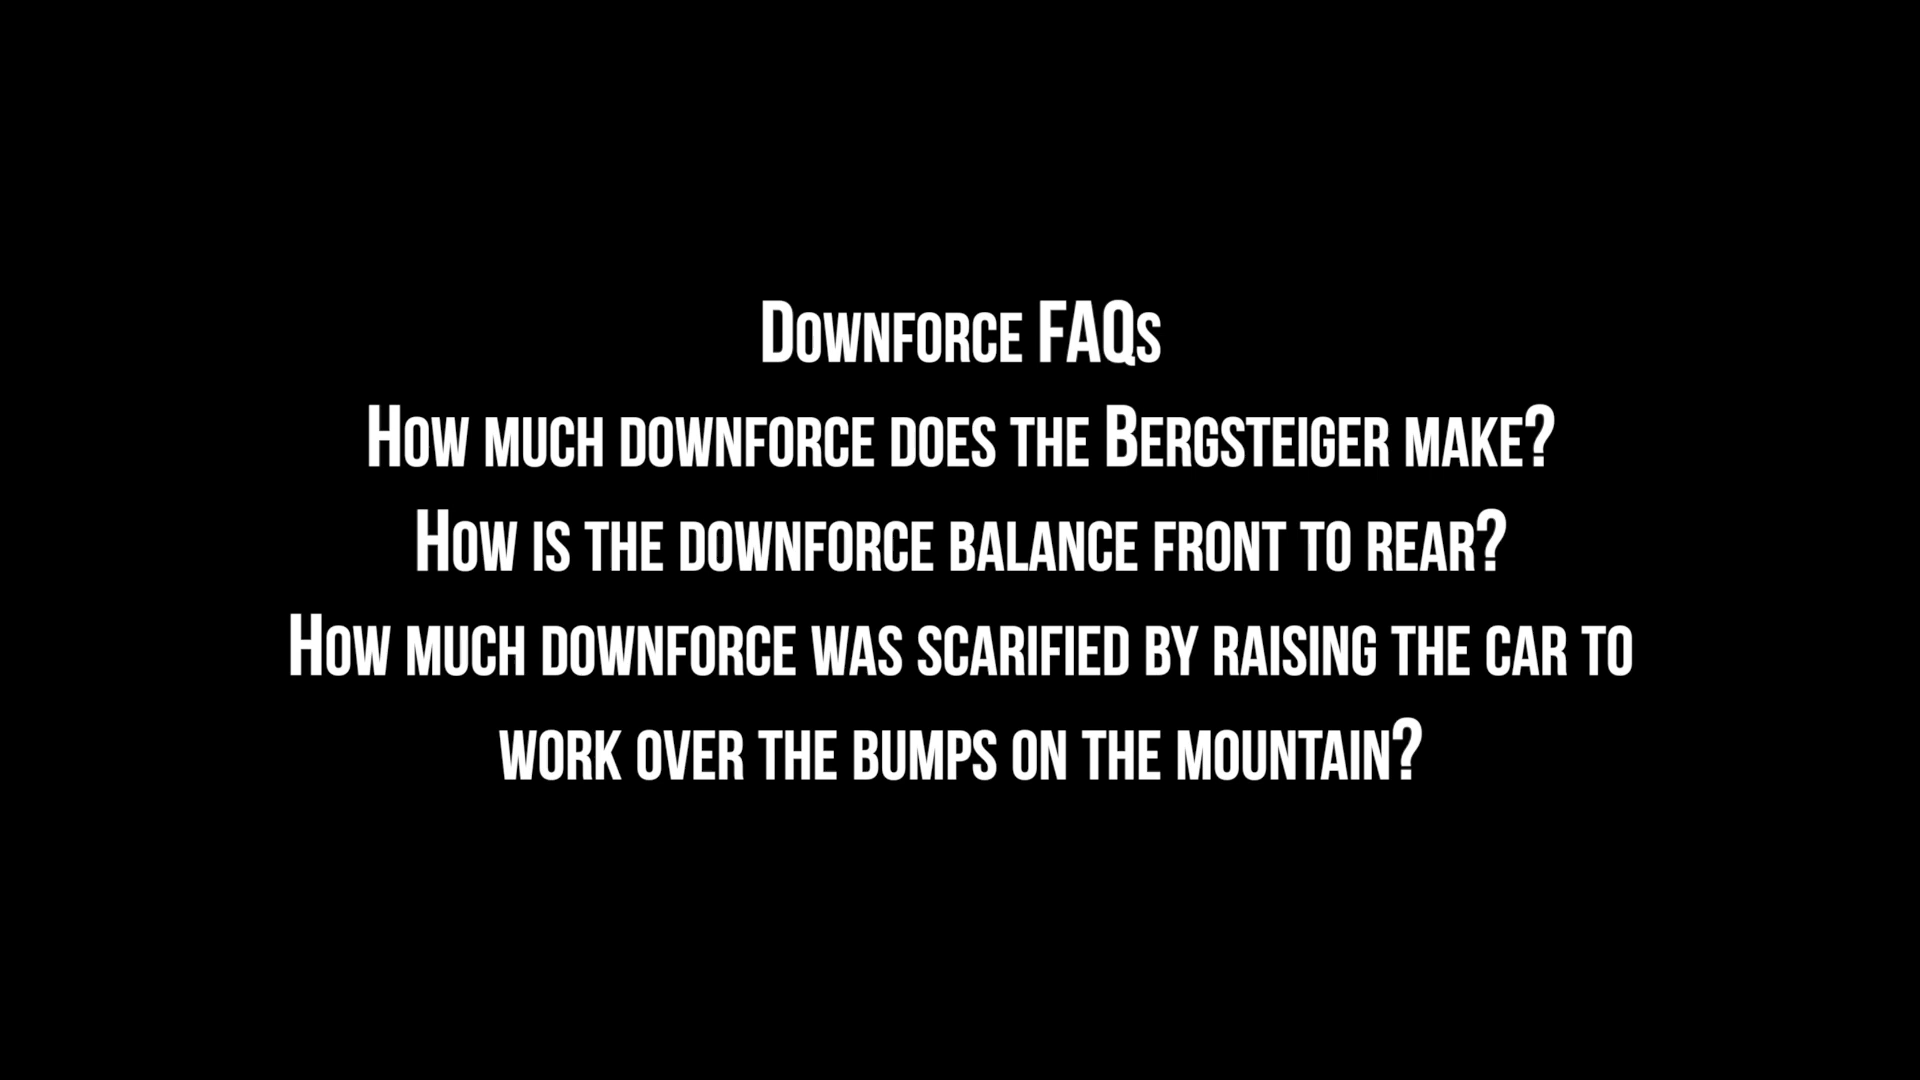 Downforce FAQs
How much downforce does the Bergsteiger make?
How is the downforce balance front to rear?
How much downforce was scarified by raising the car to
work over the bumps on the mountain?